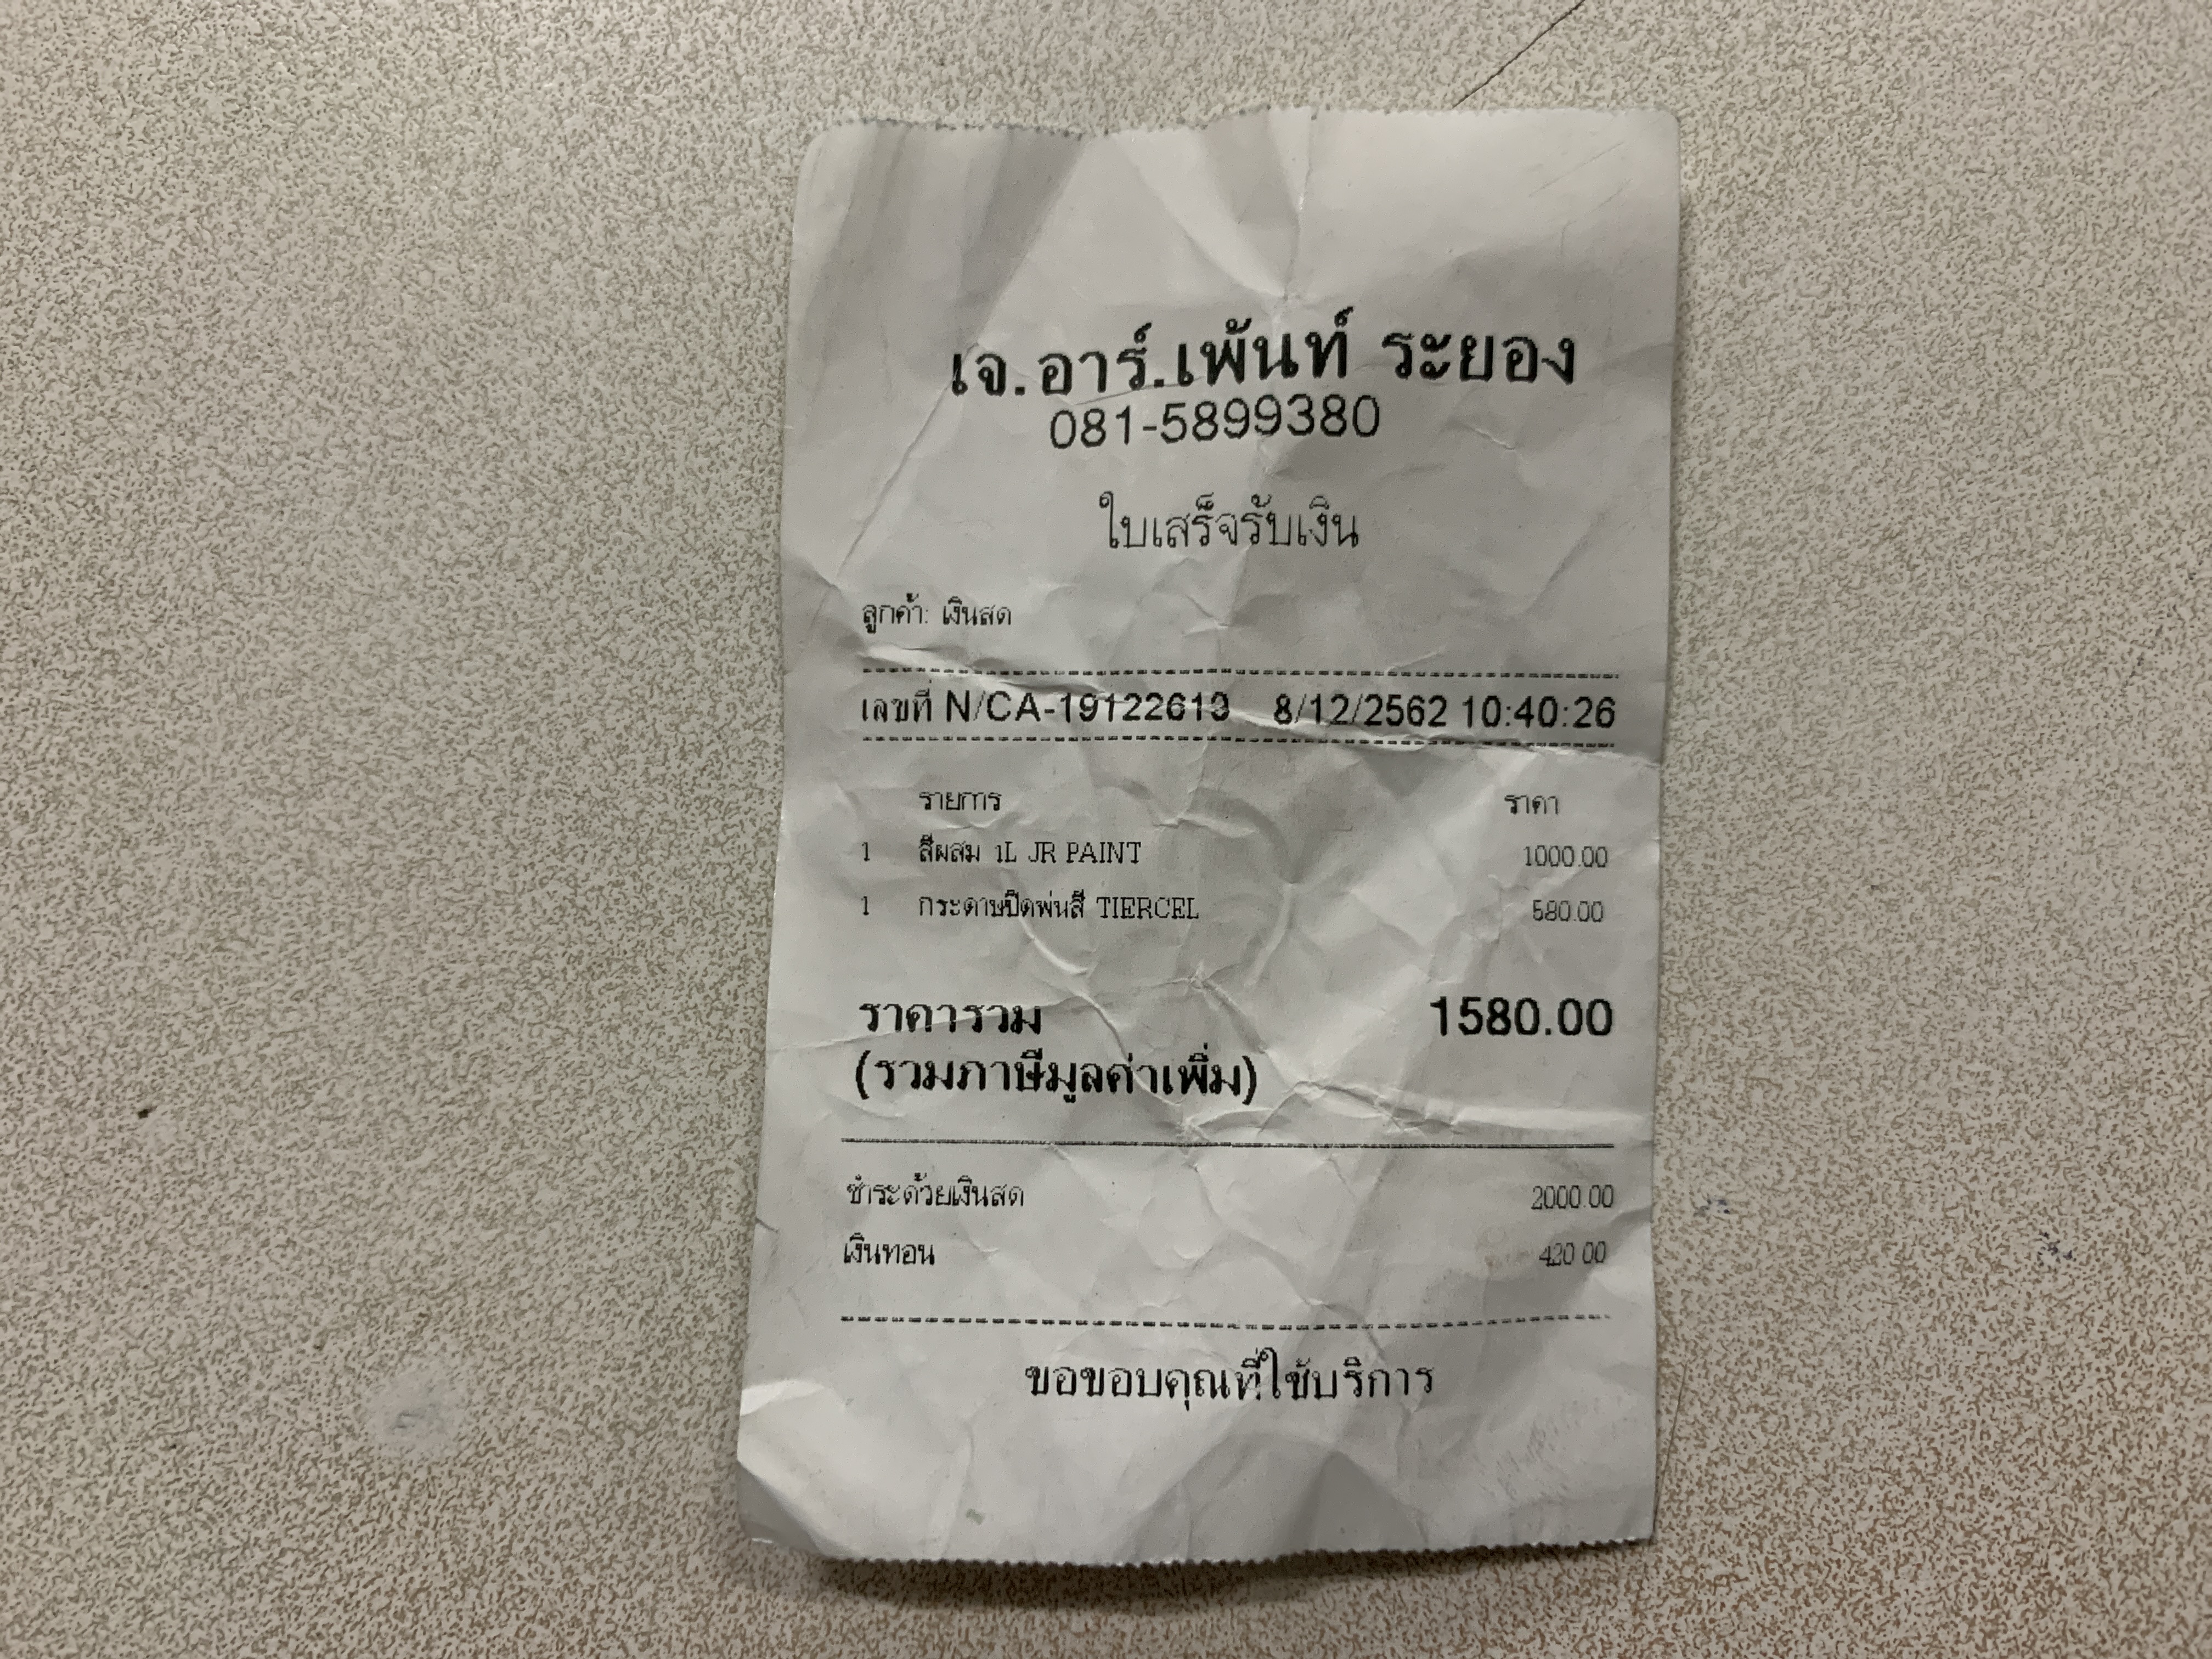 เจ.อาร์.เพ้นท์ ระยอง
081-5899380
ใบเสร็จรับเงิน
ลูกค้า: เงินสด
เลขที่ N/CA-19122613 8/12/2562 10:40:26
รายการ ราคา
1 สีผสม 1L JR PAINT 1000.00
1 กระดาษปิดพ่นสี TIERCEL 580.00
ราคารวม 1580.00
(รวมภาษีมูลค่าเพิ่ม)
ชำระด้วยเงินสด 2000.00
เงินทอน 420.00
ขอขอบคุณที่ใช้บริการ